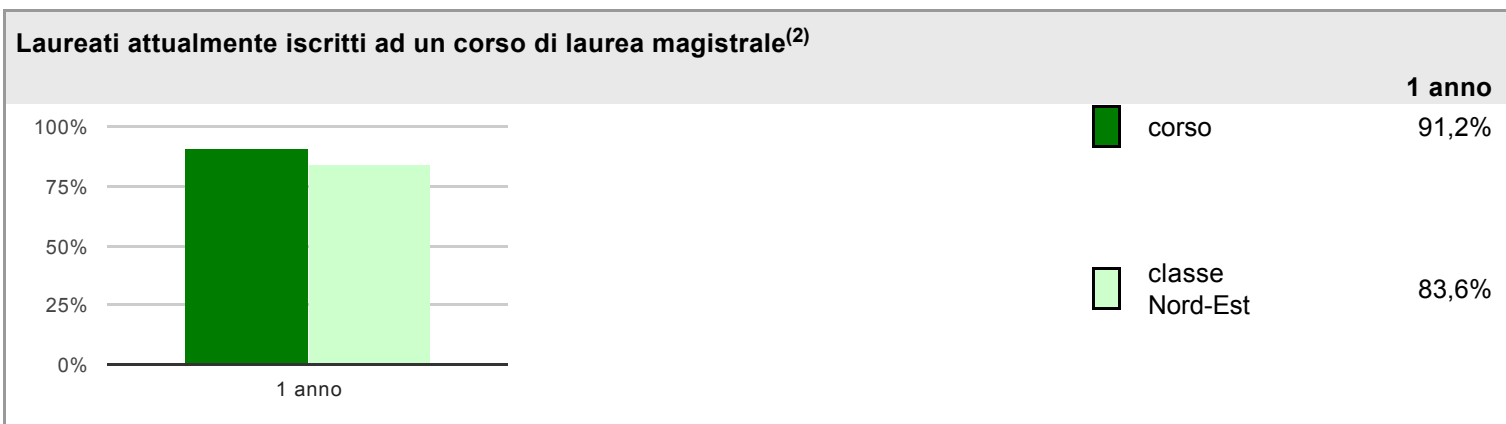 Laureati attualmente iscritti ad un corso di laurea magistrale(2)
1 anno
100%
75%
50%
25%
0%
1 anno
corso 91,2%
classe
Nord-Est 83,6%